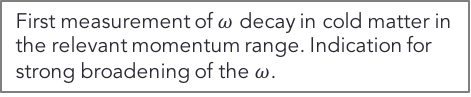 First measurement of ω decay in cold matter in
the relevant momentum range. Indication for
strong broadening of the ω.